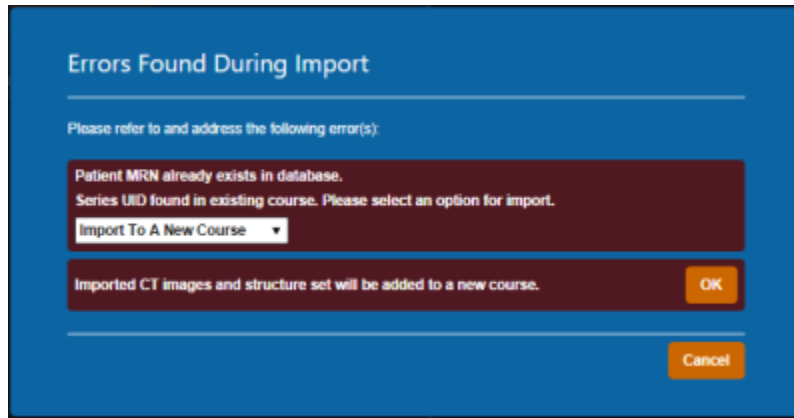 Errors Found During Import
Please refer to and address the following error(s):
Patient MRN already exists in database.
Series UID found in existing course. Please select an option for import.
Import To A New Course
Imported CT images and structure set will be added to a new course.
OK
Cancel